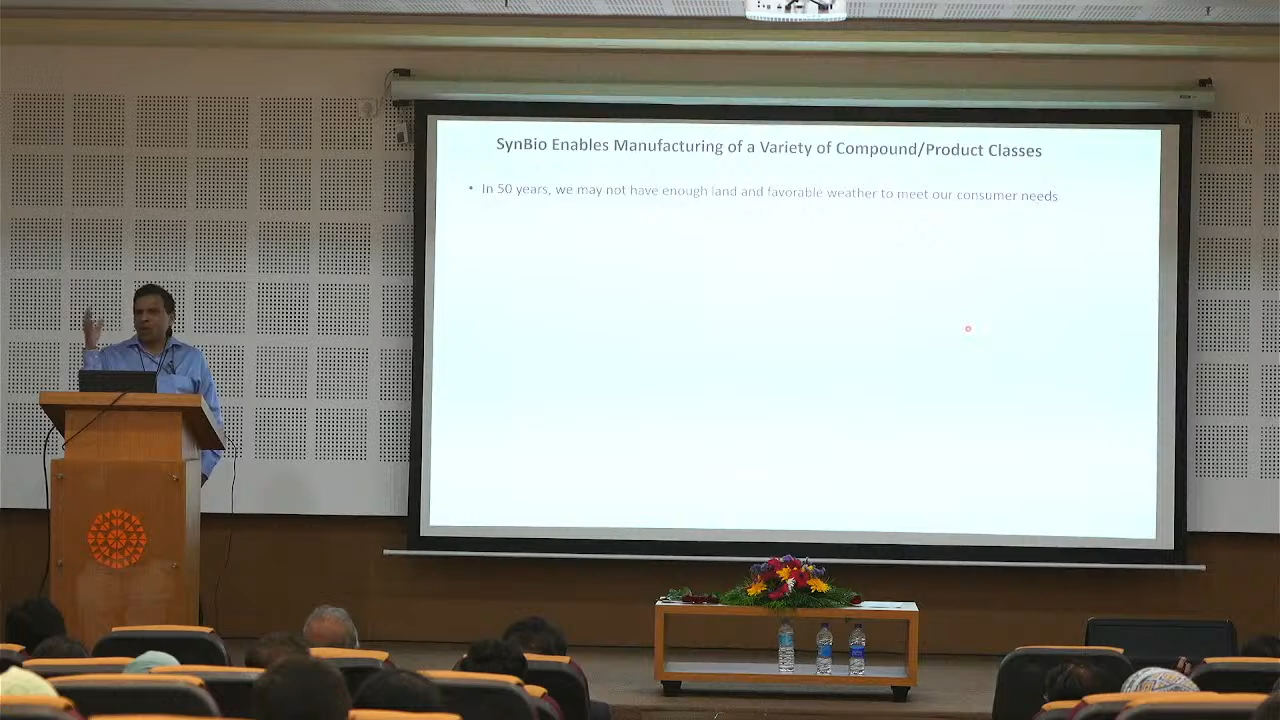 SynBio Enables Manufacturing of a Variety of Compound/Product Classes
• In 50 years, we may not have enough land and favorable weather to meet our consumer needs